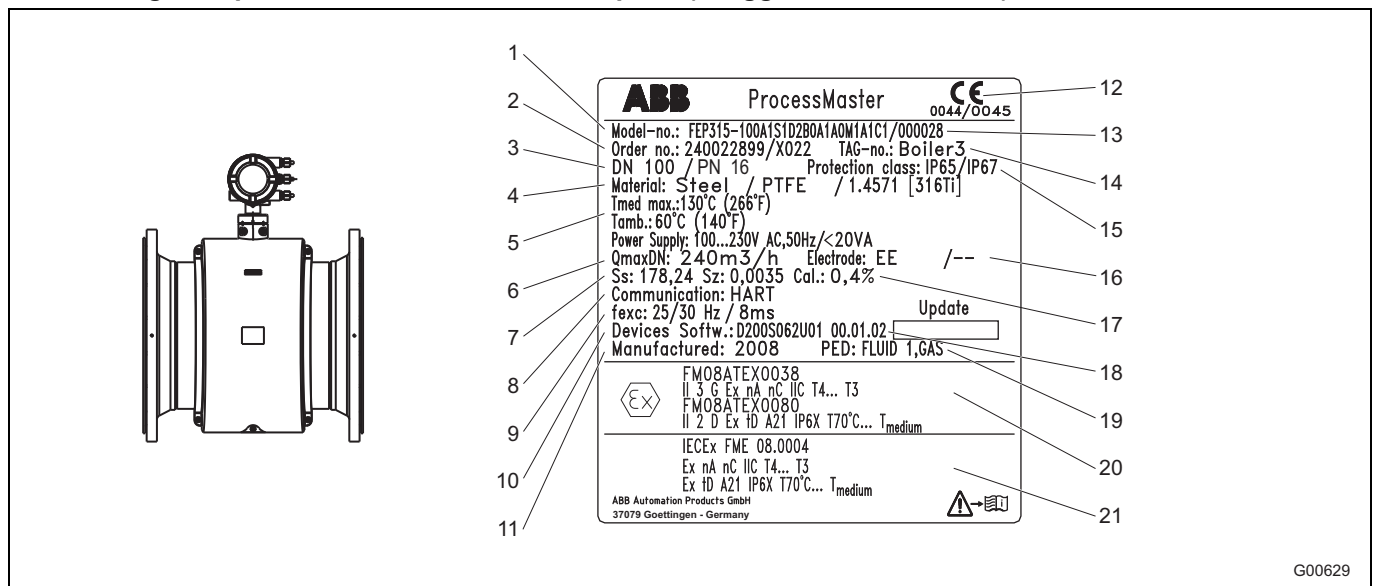 1
2
3
4
5
6
7
8
9
10
11
ABB ProcessMaster CE
0044/0045
Model-no.: FEP315-100A1S1D2B0A1A0M1A1C1/000028
Order no.: 240022899/X022 TAG-no.: Boiler3
DN 100 / PN 16 Protection class: IP65/IP67
Material: Steel / PTFE / 1.4571 [316Ti]
Tmed max.:130°C (266°F)
Tamb.: 60°C (140°F)
Power Supply: 100...230V AC,50Hz/<20VA
QmaxDN: 240m3/h Electrode: EE /--
Ss: 178,24 Sz: 0,0035 Cal.: 0,4%
Communication: HART
fexc: 25/30 Hz / 8ms Update
Devices Softw.: D200S062U01 00.01.02
Manufactured: 2008 PED: FLUID 1,GAS
FM08ATEX0038
II 3 G Ex nA nC IIC T4... T3
FM08ATEX0080
II 2 D Ex tD A21 IP6X T70°C... Tmedium
Ex
IECEx FME 08.0004
Ex nA nC IIC T4... T3
Ex tD A21 IP6X T70°C... Tmedium
ABB Automation Products GmbH
37079 Goettingen - Germany
12
13
14
15
16
17
18
19
20
21
G00629